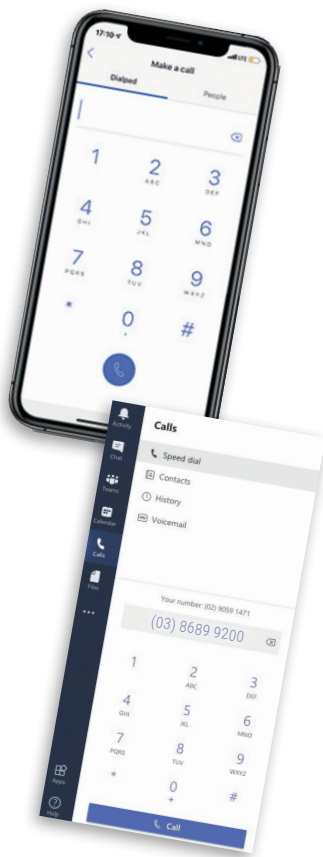 17:10
LTE
Make a call
Dialpad People
1 2 3
ABC DEF
4 5 6
GHI JKL MNO
7 8 9
PQRS TUV WXYZ
* 0 #
+
Activity
Chat
Teams
Calendar
Calls
Files
...
Apps
Help
Calls
Speed dial
Contacts
History
Voicemail
Your number: (02) 9059 1471
(03) 8689 9200
1 2 3
ABC DEF
4 5 6
GHI JKL MNO
7 8 9
PQRS TUV WXYZ
* 0 #
+
Call